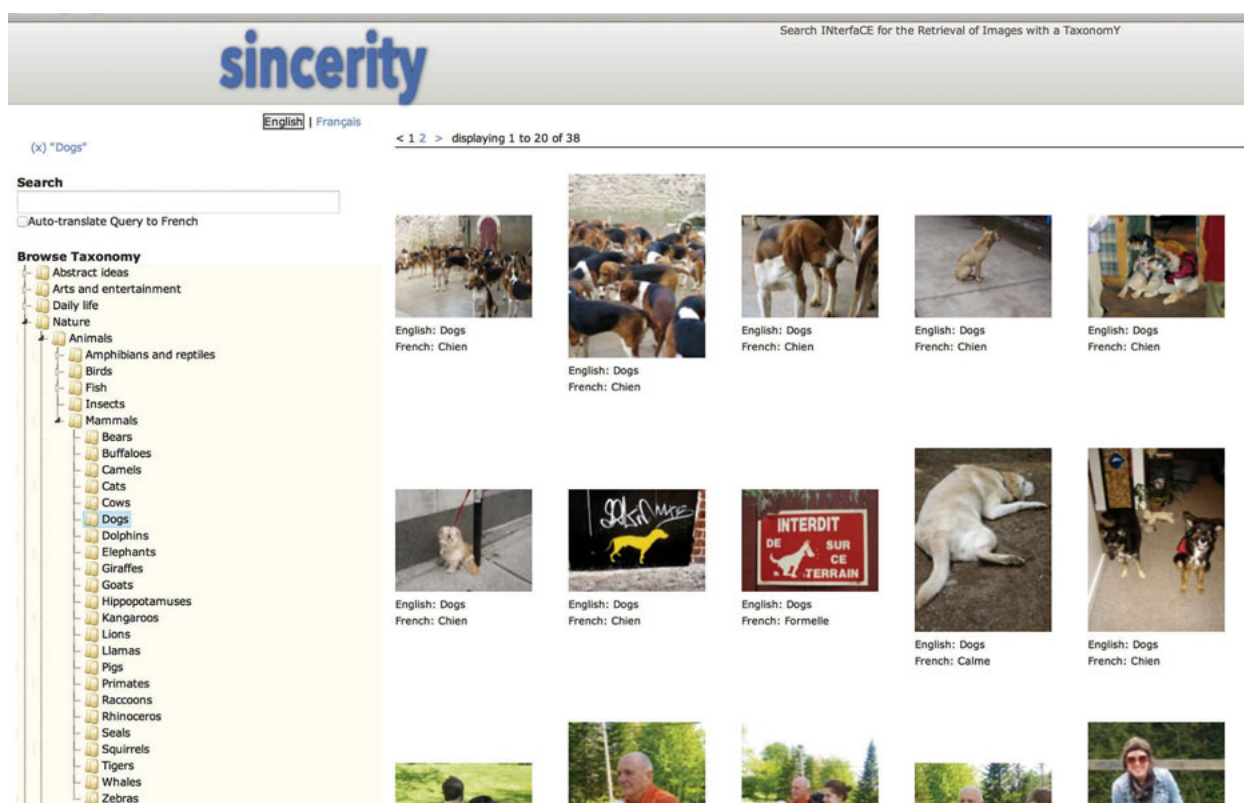 Search INterfaCE for the Retrieval of Images with a TaxonomY
sincerity
English | Français
(x) "Dogs"
Search
Auto-translate Query to French
Browse Taxonomy
Abstract ideas
Arts and entertainment
Daily life
Nature
Animals
Amphibians and reptiles
Birds
Fish
Insects
Mammals
Bears
Buffaloes
Camels
Cats
Cows
Dogs
Dolphins
Elephants
Giraffes
Goats
Hippopotamuses
Kangaroos
Lions
Llamas
Pigs
Primates
Raccoons
Rhinoceros
Seals
Squirrels
Tigers
Whales
Zebras
< 1 2 > displaying 1 to 20 of 38
English: Dogs
French: Chien
English: Dogs
French: Chien
English: Dogs
French: Chien
English: Dogs
French: Chien
English: Dogs
French: Chien
English: Dogs
French: Chien
English: Dogs
French: Chien
INTERDIT
DE SUR
CE
TERRAIN
English: Dogs
French: Formelle
English: Dogs
French: Calme
English: Dogs
French: Chien